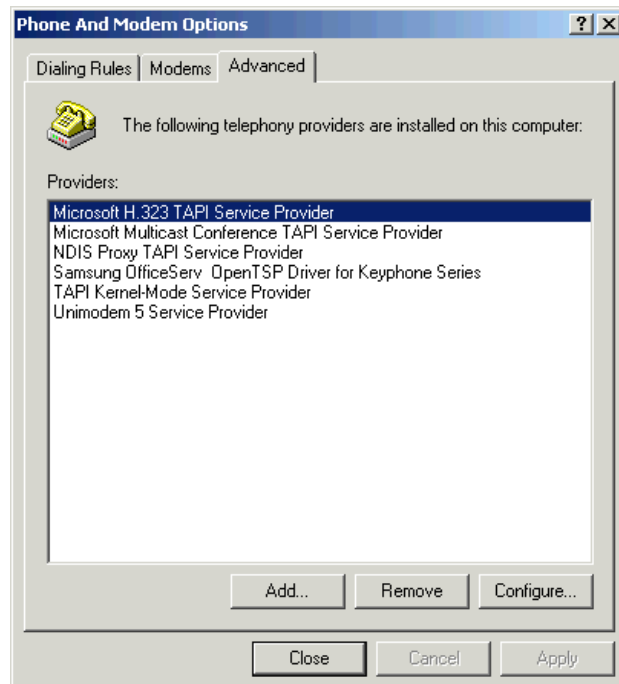 Phone And Modem Options
Dialing Rules Modems Advanced
The following telephony providers are installed on this computer:
Providers:
Microsoft H.323 TAPI Service Provider
Microsoft Multicast Conference TAPI Service Provider
NDIS Proxy TAPI Service Provider
Samsung OfficeServ OpenTSP Driver for Keyphone Series
TAPI Kernel-Mode Service Provider
Unimodem 5 Service Provider
Add... Remove Configure...
Close Cancel Apply